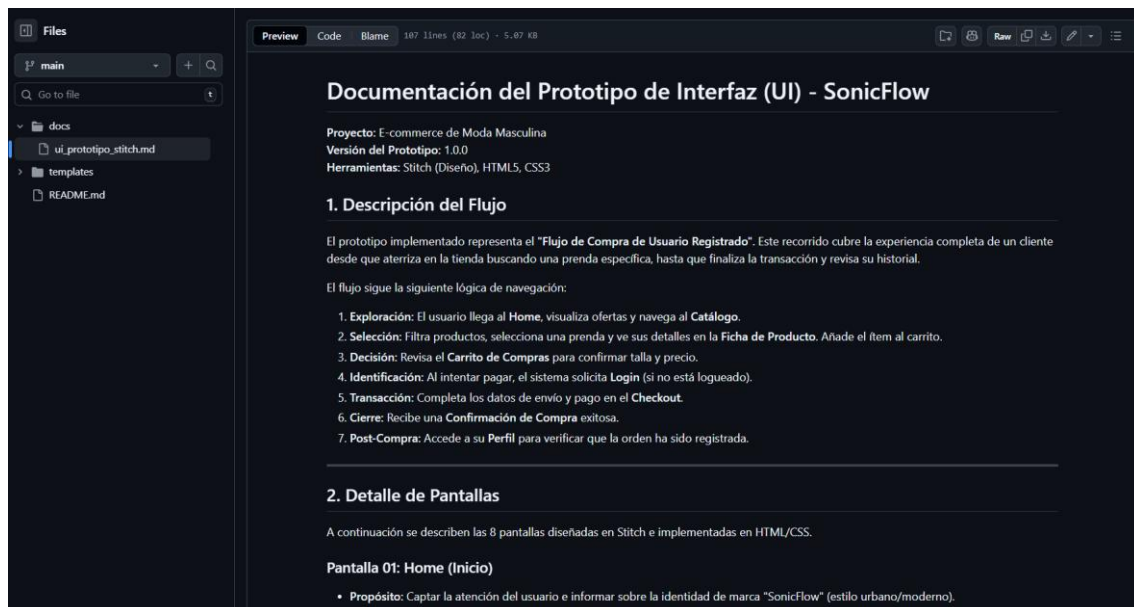 Files
main
Go to file
t
docs
ui_prototipo_stitch.md
templates
README.md
Preview Code Blame 107 lines (82 loc) · 5.07 KB
Raw
Documentación del Prototipo de Interfaz (UI) - SonicFlow
Proyecto: E-commerce de Moda Masculina
Versión del Prototipo: 1.0.0
Herramientas: Stitch (Diseño), HTML5, CSS3
1. Descripción del Flujo
El prototipo implementado representa el "Flujo de Compra de Usuario Registrado". Este recorrido cubre la experiencia completa de un cliente
desde que aterriza en la tienda buscando una prenda específica, hasta que finaliza la transacción y revisa su historial.
El flujo sigue la siguiente lógica de navegación:
1. Exploración: El usuario llega al Home, visualiza ofertas y navega al Catálogo.
2. Selección: Filtra productos, selecciona una prenda y ve sus detalles en la Ficha de Producto. Añade el ítem al carrito.
3. Decisión: Revisa el Carrito de Compras para confirmar talla y precio.
4. Identificación: Al intentar pagar, el sistema solicita Login (si no está logueado).
5. Transacción: Completa los datos de envío y pago en el Checkout.
6. Cierre: Recibe una Confirmación de Compra exitosa.
7. Post-Compra: Accede a su Perfil para verificar que la orden ha sido registrada.
2. Detalle de Pantallas
A continuación se describen las 8 pantallas diseñadas en Stitch e implementadas en HTML/CSS.
Pantalla 01: Home (Inicio)
• Propósito: Captar la atención del usuario e informar sobre la identidad de marca "SonicFlow" (estilo urbano/moderno).